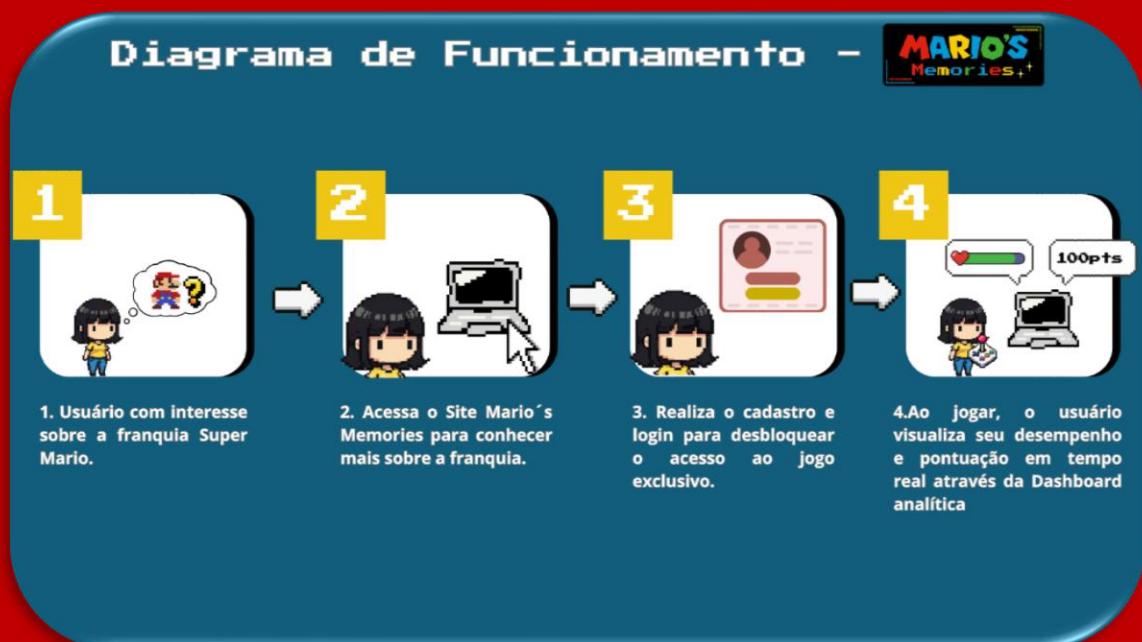 Diagrama de Funcionamento -
MARIO'S
Memories
1
2
3
4
?
100pts
1. Usuário com interesse
sobre a franquia Super
Mario.
2. Acessa o Site Mario´s
Memories para conhecer
mais sobre a franquia.
3. Realiza o cadastro e
login para desbloquear
o acesso ao jogo
exclusivo.
4.Ao jogar, o usuário
visualiza seu desempenho
e pontuação em tempo
real através da Dashboard
analítica